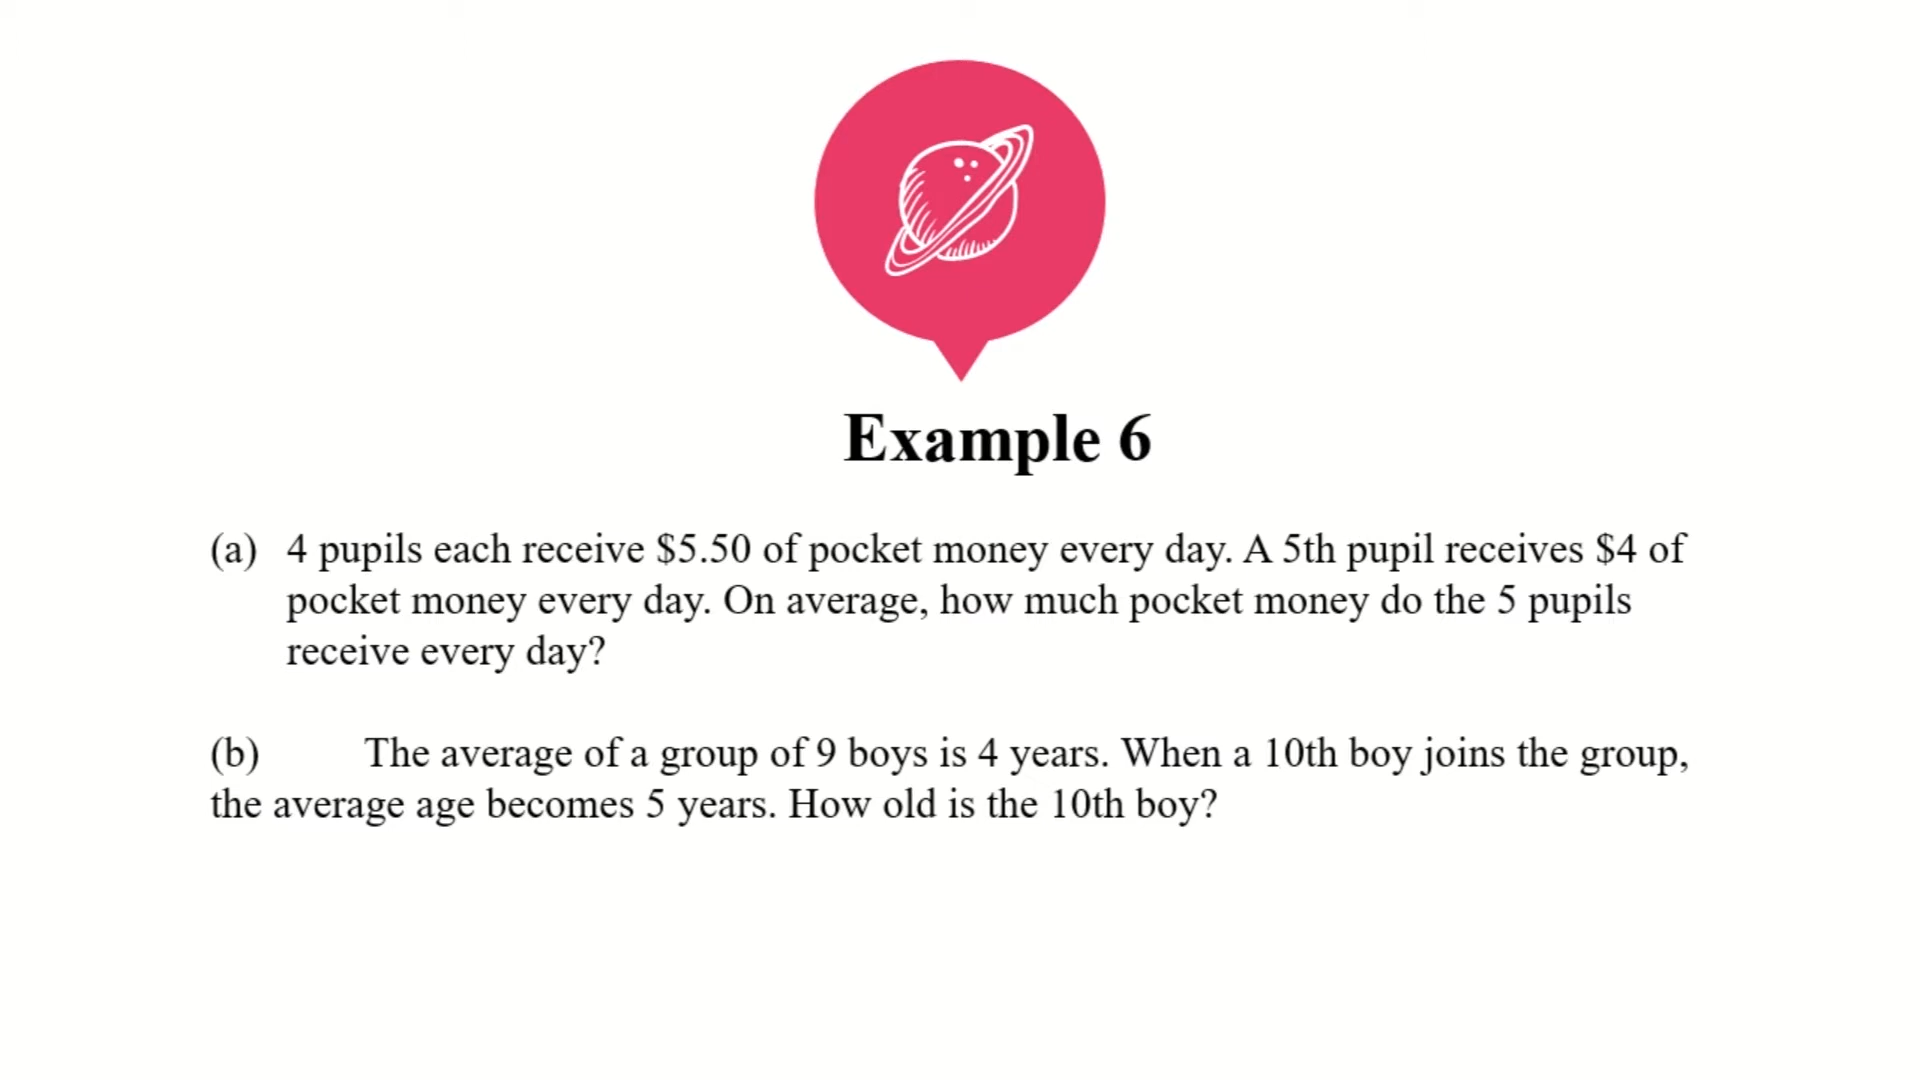 Example 6
(a) 4 pupils each receive $5.50 of pocket money every day. A 5th pupil receives $4 of
pocket money every day. On average, how much pocket money do the 5 pupils
receive every day?
(b) The average of a group of 9 boys is 4 years. When a 10th boy joins the group,
the average age becomes 5 years. How old is the 10th boy?